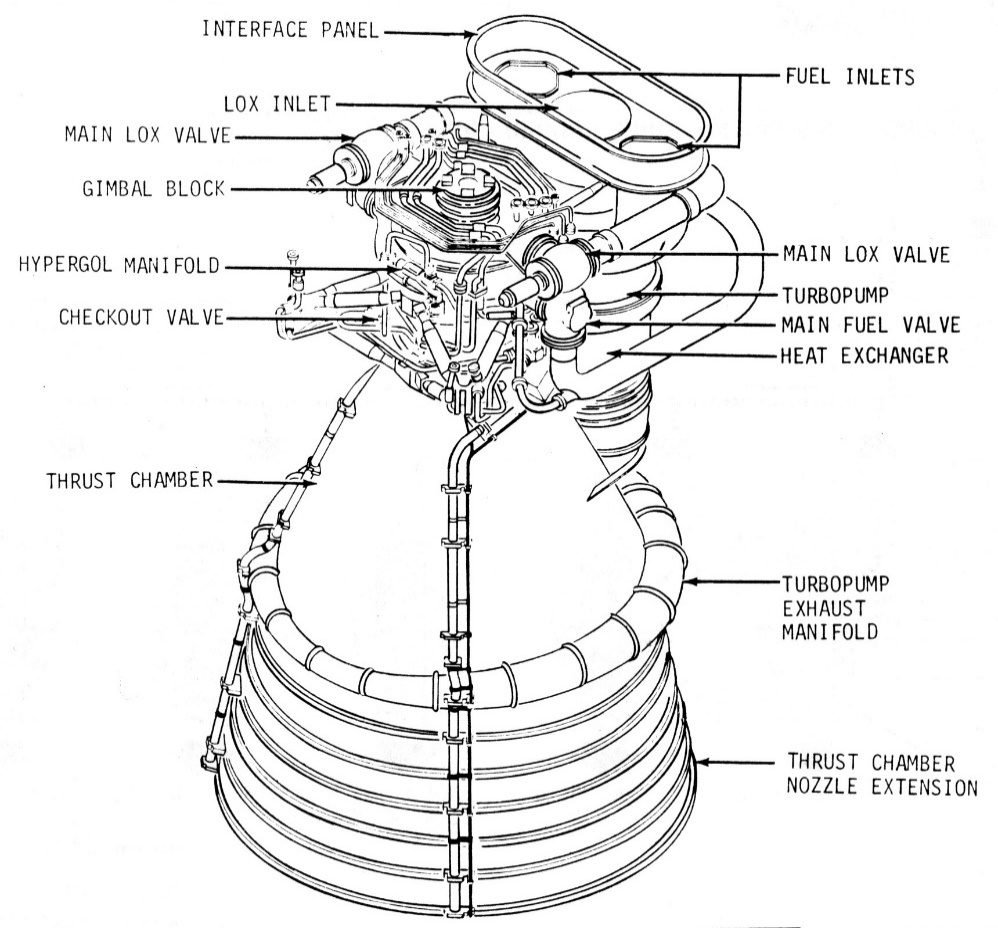 INTERFACE PANEL
FUEL INLETS
LOX INLET
MAIN LOX VALVE
GIMBAL BLOCK
MAIN LOX VALVE
HYPERGOL MANIFOLD
TURBOPUMP
CHECKOUT VALVE
MAIN FUEL VALVE
HEAT EXCHANGER
THRUST CHAMBER
TURBOPUMP
EXHAUST
MANIFOLD
THRUST CHAMBER
NOZZLE EXTENSION